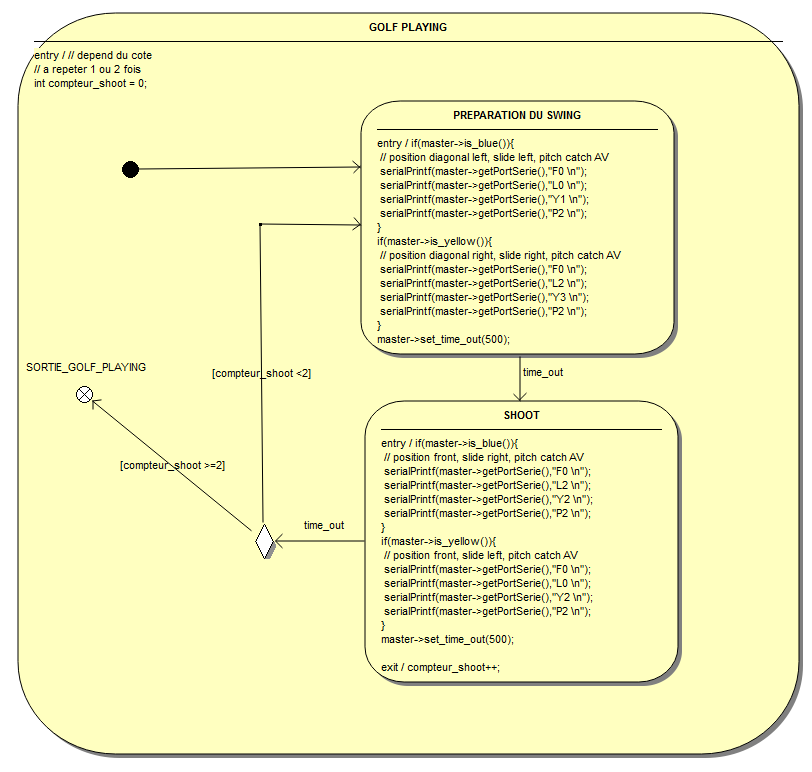 GOLF PLAYING
entry / // depend du cote
// a repeter 1 ou 2 fois
int compteur_shoot = 0;
PREPARATION DU SWING
entry / if(master->is_blue()){
// position diagonal left, slide left, pitch catch AV
serialPrintf(master->getPortSerie(),"F0 \n");
serialPrintf(master->getPortSerie(),"L0 \n");
serialPrintf(master->getPortSerie(),"Y1 \n");
serialPrintf(master->getPortSerie(),"P2 \n");
}
if(master->is_yellow()){
// position diagonal right, slide right, pitch catch AV
serialPrintf(master->getPortSerie(),"F0 \n");
serialPrintf(master->getPortSerie(),"L2 \n");
serialPrintf(master->getPortSerie(),"Y3 \n");
serialPrintf(master->getPortSerie(),"P2 \n");
}
master->set_time_out(500);
time_out
SORTIE_GOLF_PLAYING
[compteur_shoot <2]
[compteur_shoot >=2]
time_out
SHOOT
entry / if(master->is_blue()){
// position front, slide right, pitch catch AV
serialPrintf(master->getPortSerie(),"F0 \n");
serialPrintf(master->getPortSerie(),"L2 \n");
serialPrintf(master->getPortSerie(),"Y2 \n");
serialPrintf(master->getPortSerie(),"P2 \n");
}
if(master->is_yellow()){
// position front, slide left, pitch catch AV
serialPrintf(master->getPortSerie(),"F0 \n");
serialPrintf(master->getPortSerie(),"L0 \n");
serialPrintf(master->getPortSerie(),"Y2 \n");
serialPrintf(master->getPortSerie(),"P2 \n");
}
master->set_time_out(500);
exit / compteur_shoot++;